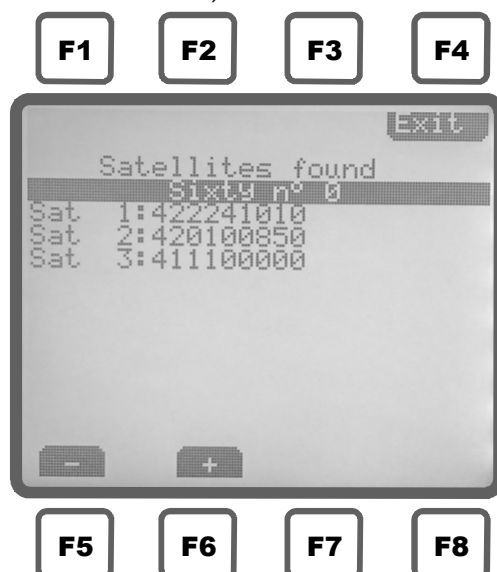 F1 F2 F3 F4
Exit
Satellites found
Sixty nº 0
Sat 1:422241010
Sat 2:420100850
Sat 3:411100000
- +
F5 F6 F7 F8